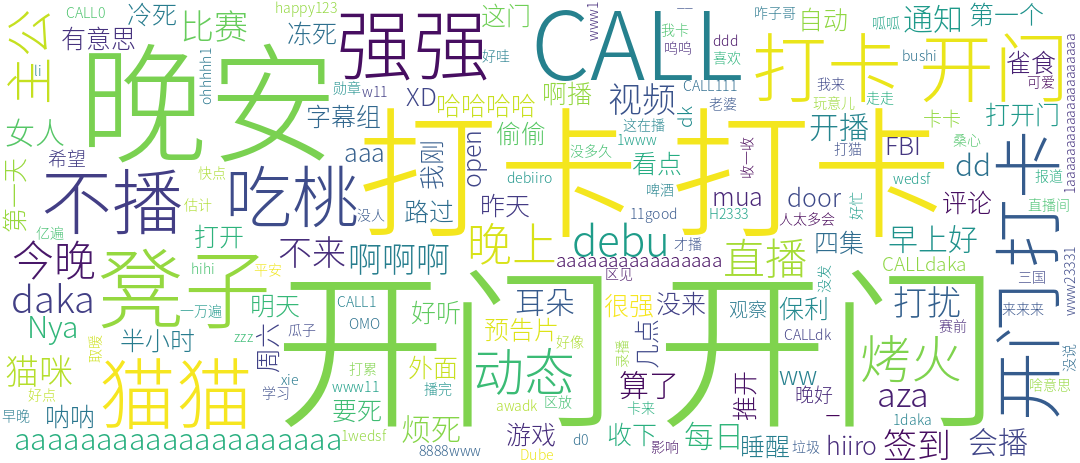 CALL0
冷死
happy123
这门
www1
咋子哥
自动
呱呱
通知
第一个
公主
有意思
比赛
冻死
强强
好哇
CALL
我卡
呜呜
ddd
喜欢
打卡开门
bushi
雀食
可爱
li
晚安
ohhhhh1
勋章
w11
XD
哈哈哈哈
啊播
视频
CALL111
老婆
我来
玩意儿
走走
女人
字幕组
偷偷
这在播
dk
开播
卡卡
打开门
希望
aaa
我刚
open
打卡打卡
没多久
1www
看点
收一收
打猫
FBI
桑心
第一天
不播
快点
吃桃
debiiro
啤酒
mua
door
wedsf
dd
报道
半打
估计
没人
路过
昨天
11good
H2333
人太多会
好忙
评论
直播间
亿遍
打开
不来
啊啊啊
晚上
debu
才播
四集
早上好
今晚
凳子
hihi
平安
aaaaaaaaaaaaaaaa
区见
直播
没发
CALLdaka
www23331
三国
daka
一万遍
明天
CALL1
开门开门
耳朵
很强
没来
观察
保利
打扰
来来来
Nya
半小时
zzz
周六
瓜子
OMO
好听
预告片
好像
录播
几点
CALLdk
赛前
开门
没说
取暖
猫咪
猫猫
打累
外面
动态
烤火
啥意思
好点
xie
学习
www11
播完
awadk
区放
算了
卡来
推开
ww
晚好
aza
早晚
呐呐
要死
烦死
1daka
aaaaaaaaaaaaaaaaaaaa
1wedsf
8888www
游戏
Dube
d0
收下
影响
每日
睡醒
垃圾
hiiro
签到
会播